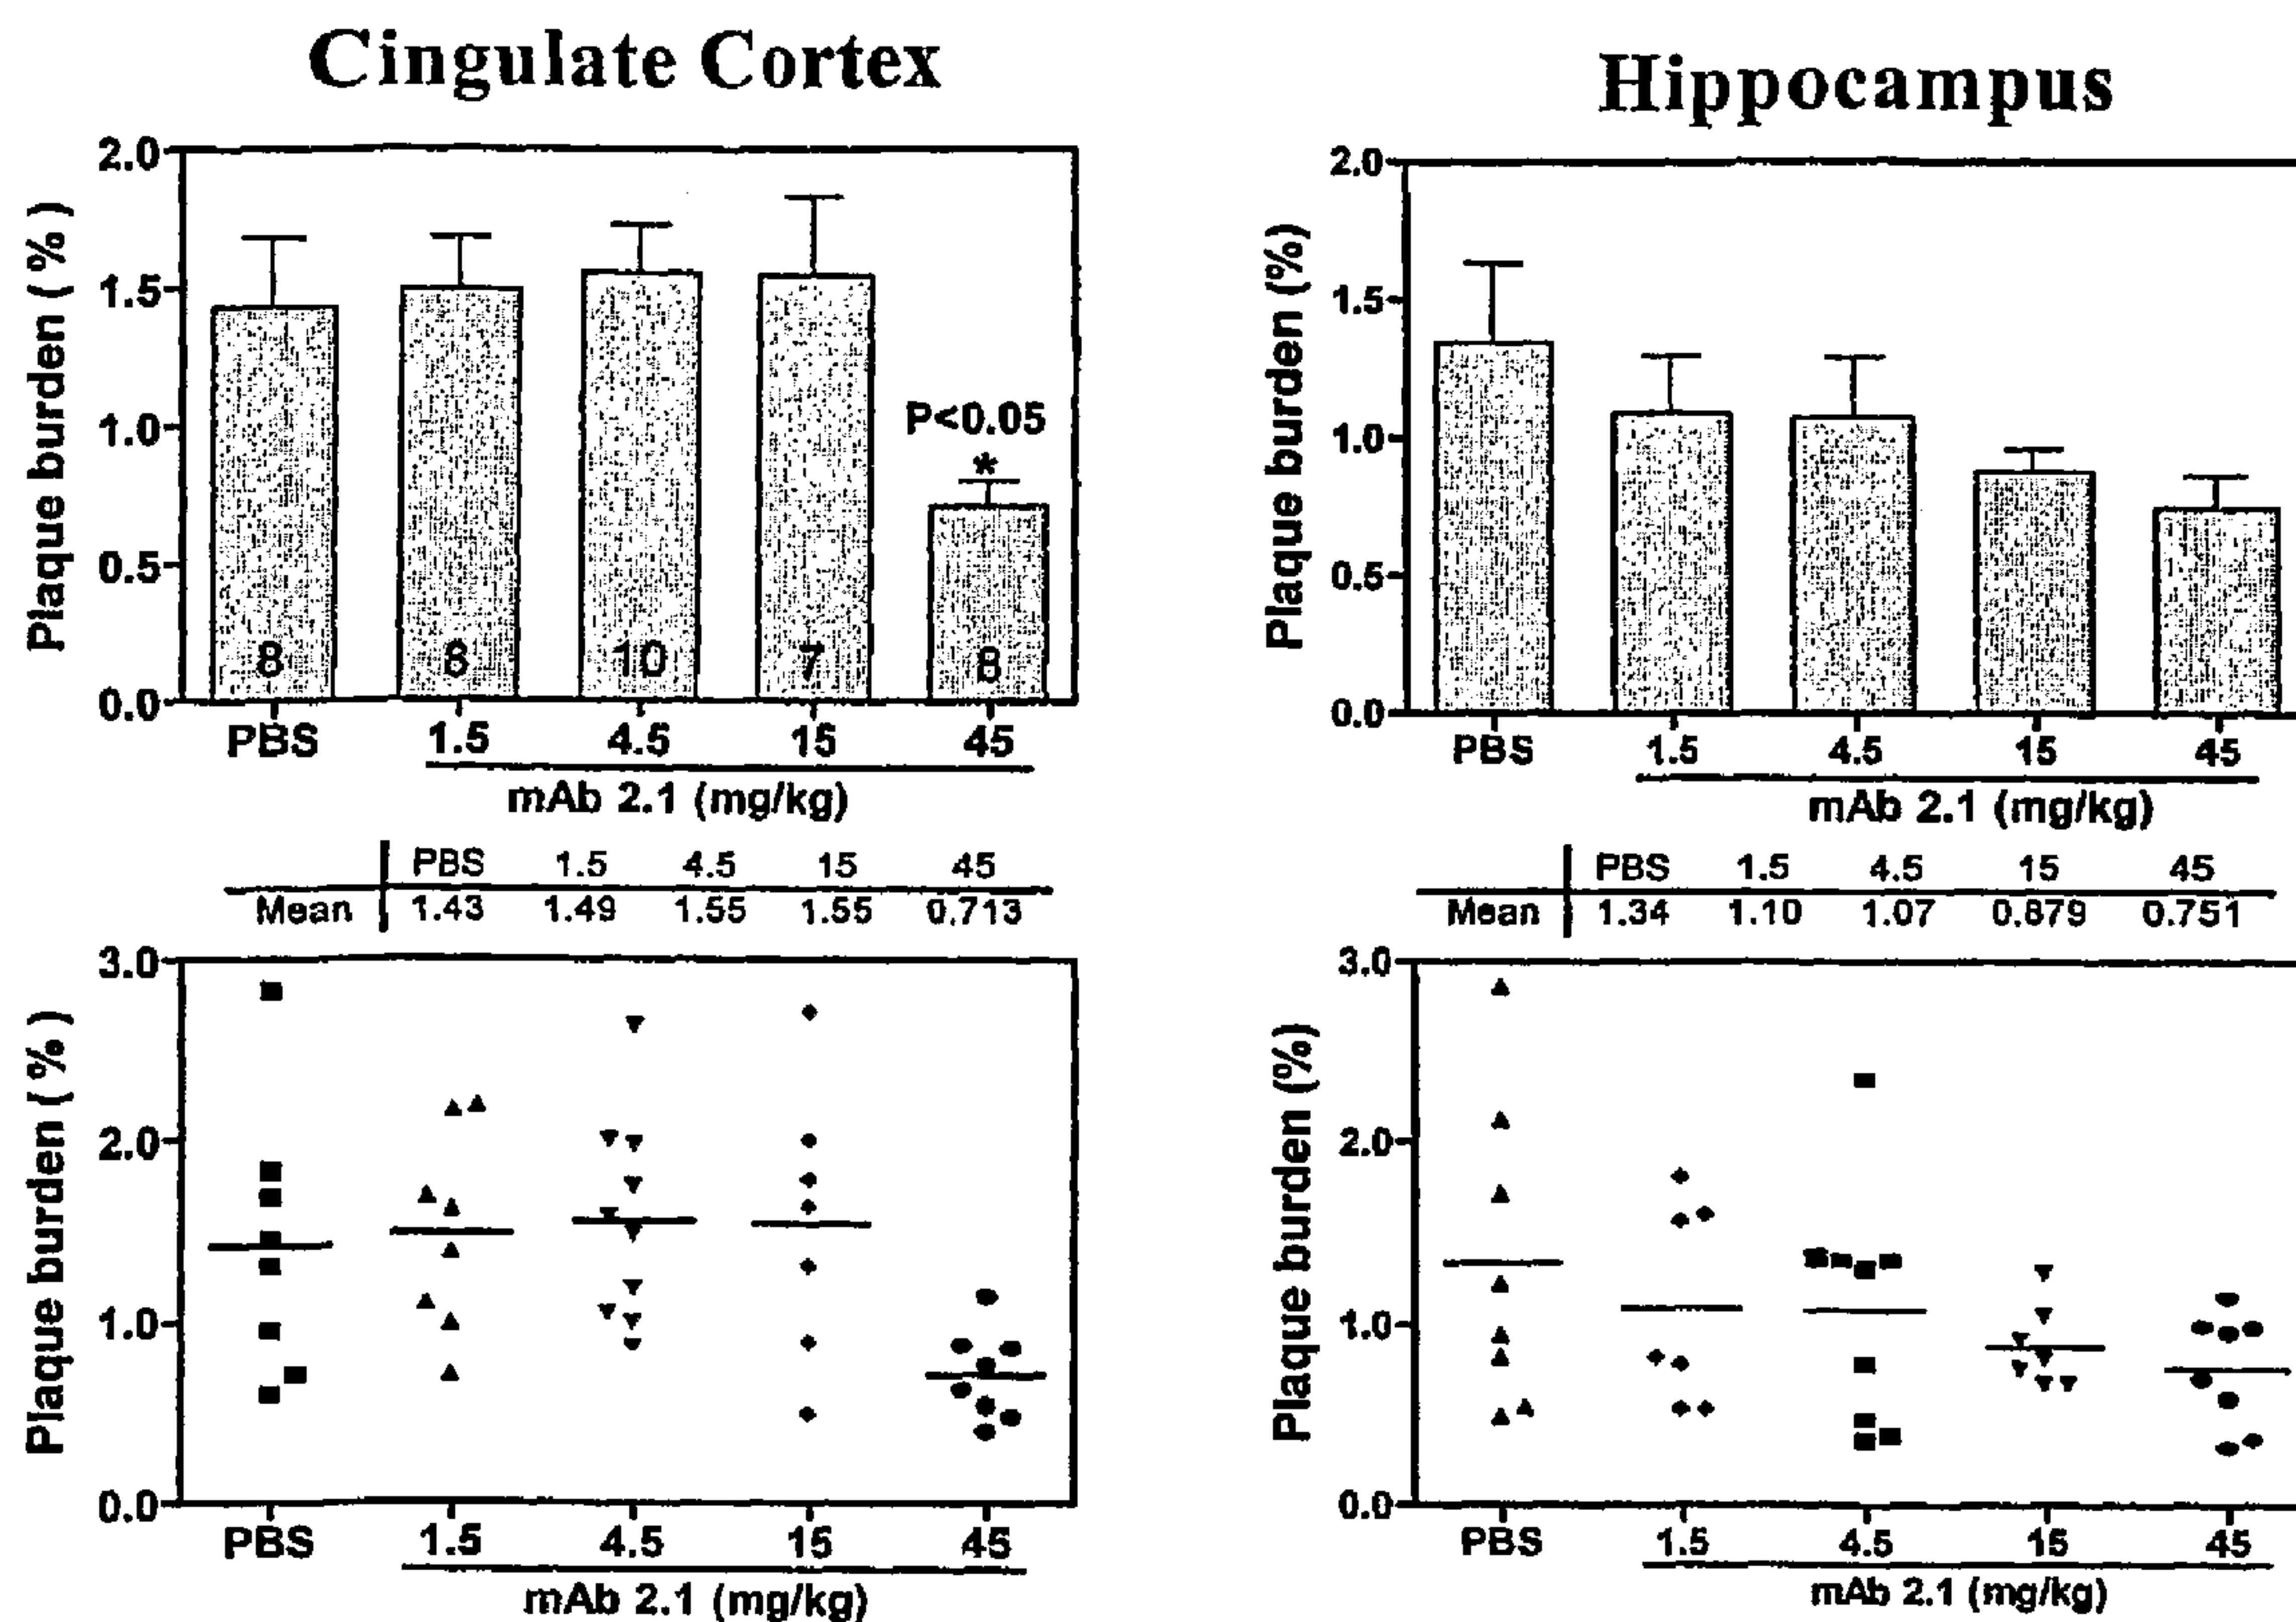 Cingulate Cortex
Plaque burden (%)
2.0
1.5
1.0
0.5
0.0
P<0.05
*
8 8 10 7 8
PBS 1.5 4.5 15 45
mAb 2.1 (mg/kg)
PBS 1.5 4.5 15 45
Mean 1.43 1.49 1.55 1.55 0.713
Plaque burden (%)
3.0
2.0
1.0
0.0
PBS 1.5 4.5 15 45
mAb 2.1 (mg/kg)
Hippocampus
Plaque burden (%)
2.0
1.5
1.0
0.5
0.0
PBS 1.5 4.5 15 45
mAb 2.1 (mg/kg)
PBS 1.5 4.5 15 45
Mean 1.34 1.10 1.07 0.879 0.751
Plaque burden (%)
3.0
2.0
1.0
0.0
PBS 1.5 4.5 15 45
mAb 2.1 (mg/kg)